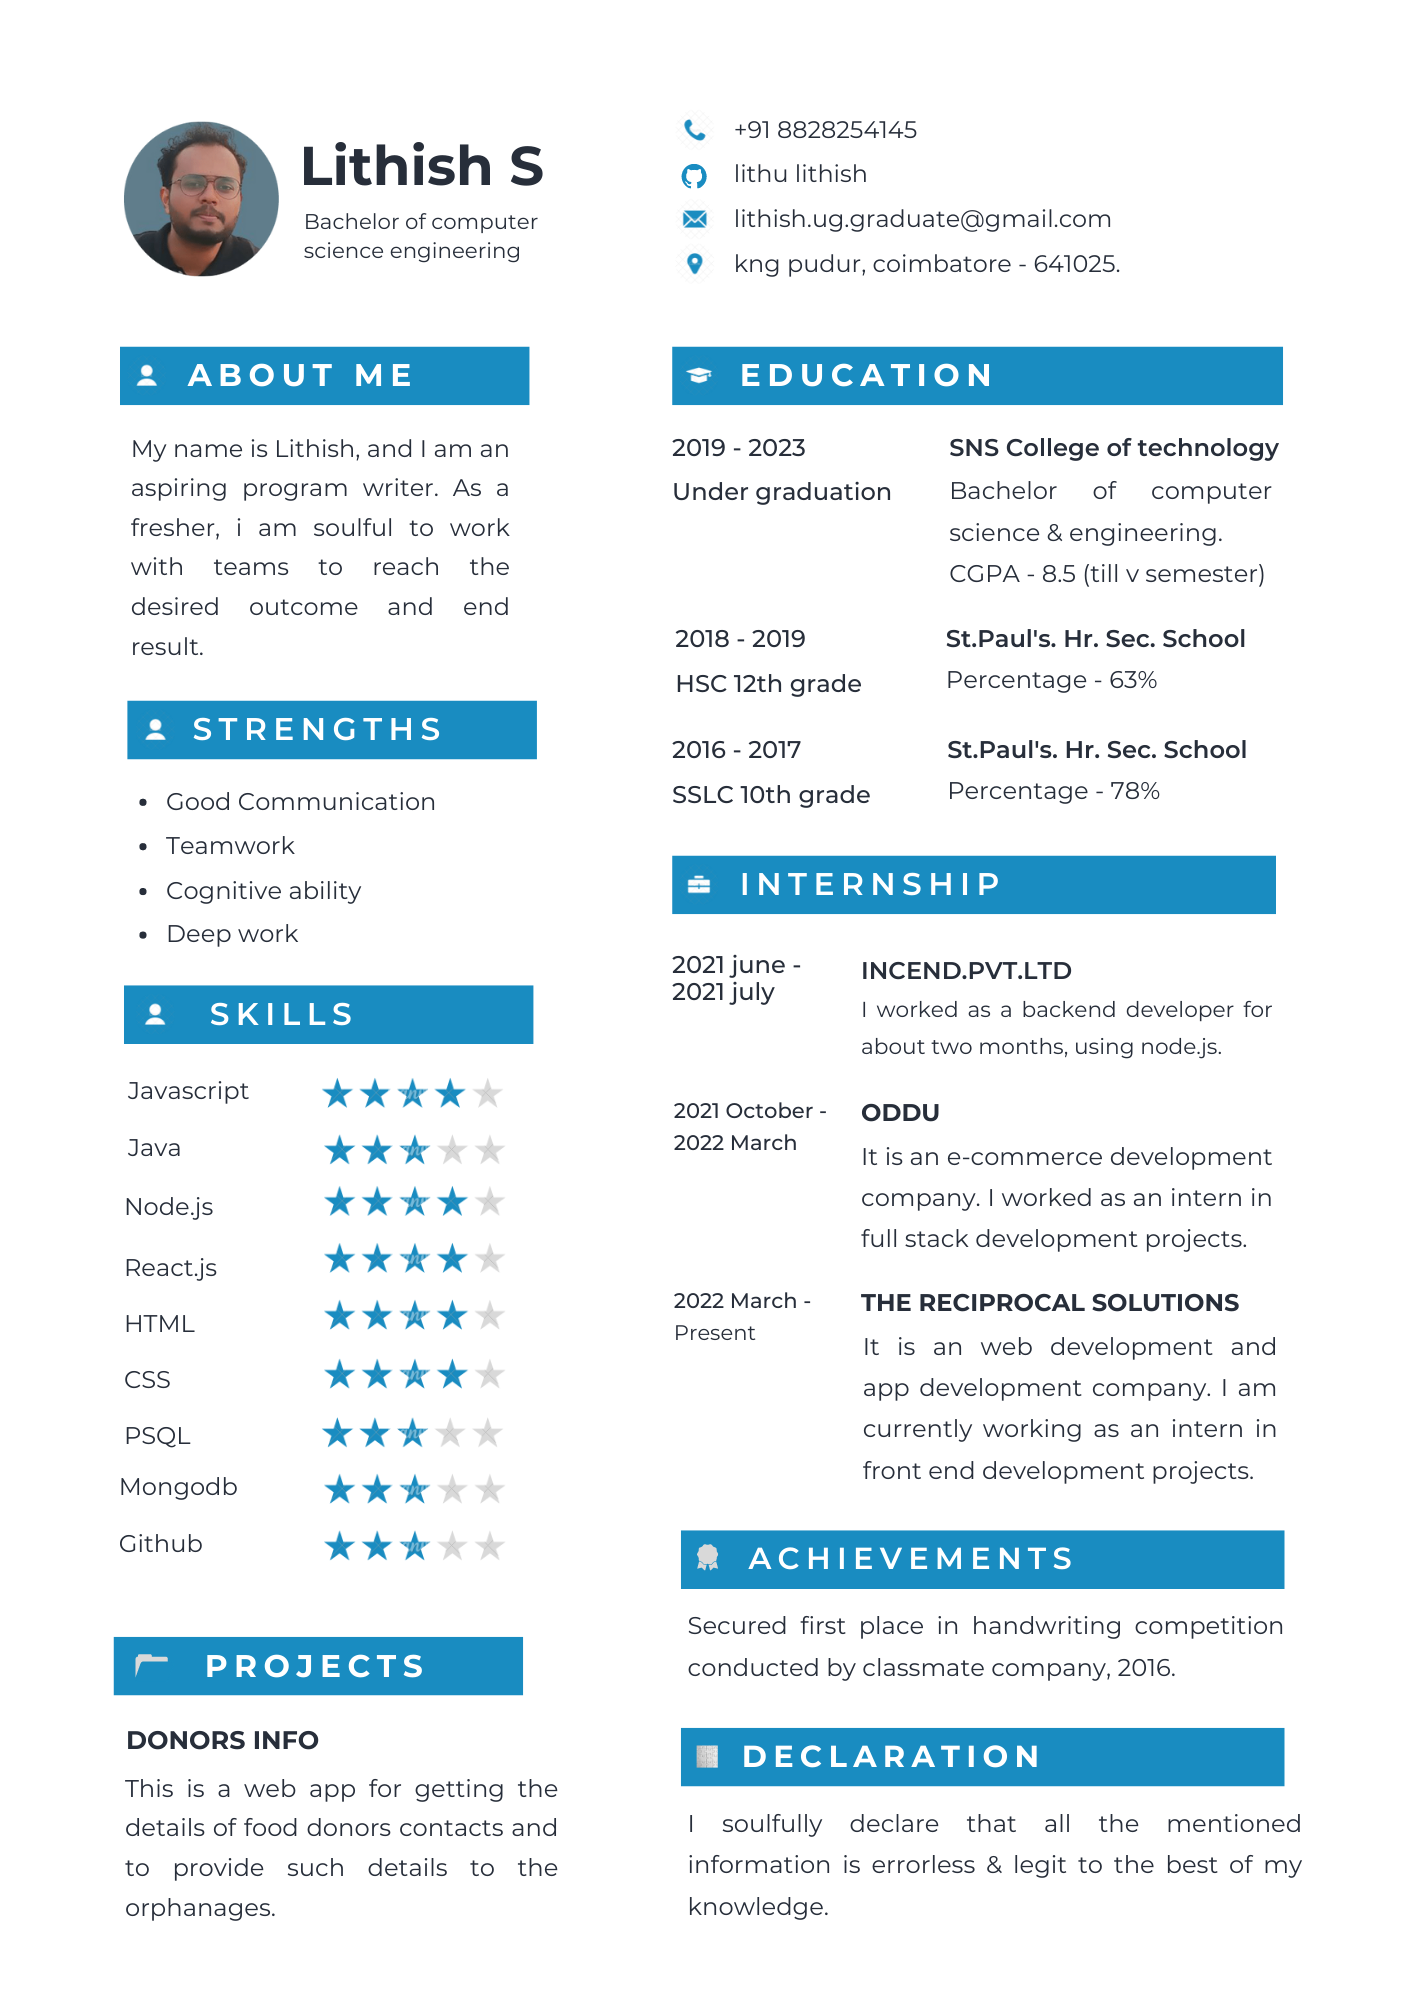 Lithish S
Bachelor of computer
science engineering
+91 8828254145
lithu lithish
lithish.ug.graduate@gmail.com
kng pudur, coimbatore - 641025.
ABOUT ME
My name is Lithish, and I am an
aspiring program writer. As a
fresher, i am soulful to work
with teams to reach the
desired outcome and end
result.
STRENGTHS
• Good Communication
• Teamwork
• Cognitive ability
• Deep work
SKILLS
Javascript
Java
Node.js
React.js
HTML
CSS
PSQL
Mongodb
Github
PROJECTS
DONORS INFO
This is a web app for getting the
details of food donors contacts and
to provide such details to the
orphanages.
EDUCATION
2019 - 2023
Under graduation
SNS College of technology
Bachelor of computer
science & engineering.
CGPA - 8.5 (till v semester)
2018 - 2019
HSC 12th grade
St.Paul's. Hr. Sec. School
Percentage - 63%
2016 - 2017
SSLC 10th grade
St.Paul's. Hr. Sec. School
Percentage - 78%
INTERNSHIP
2021 june -
2021 july
INCEND.PVT.LTD
I worked as a backend developer for
about two months, using node.js.
2021 October -
2022 March
ODDU
It is an e-commerce development
company. I worked as an intern in
full stack development projects.
2022 March -
Present
THE RECIPROCAL SOLUTIONS
It is an web development and
app development company. I am
currently working as an intern in
front end development projects.
ACHIEVEMENTS
Secured first place in handwriting competition
conducted by classmate company, 2016.
DECLARATION
I soulfully declare that all the mentioned
information is errorless & legit to the best of my
knowledge.